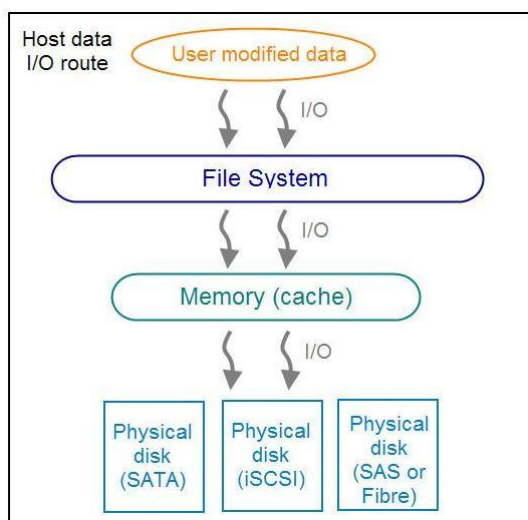 Host data
I/O route
User modified data
I/O
File System
I/O
Memory (cache)
I/O
Physical
disk
(SATA)
Physical
disk
(iSCSI)
Physical
disk
(SAS or
Fibre)